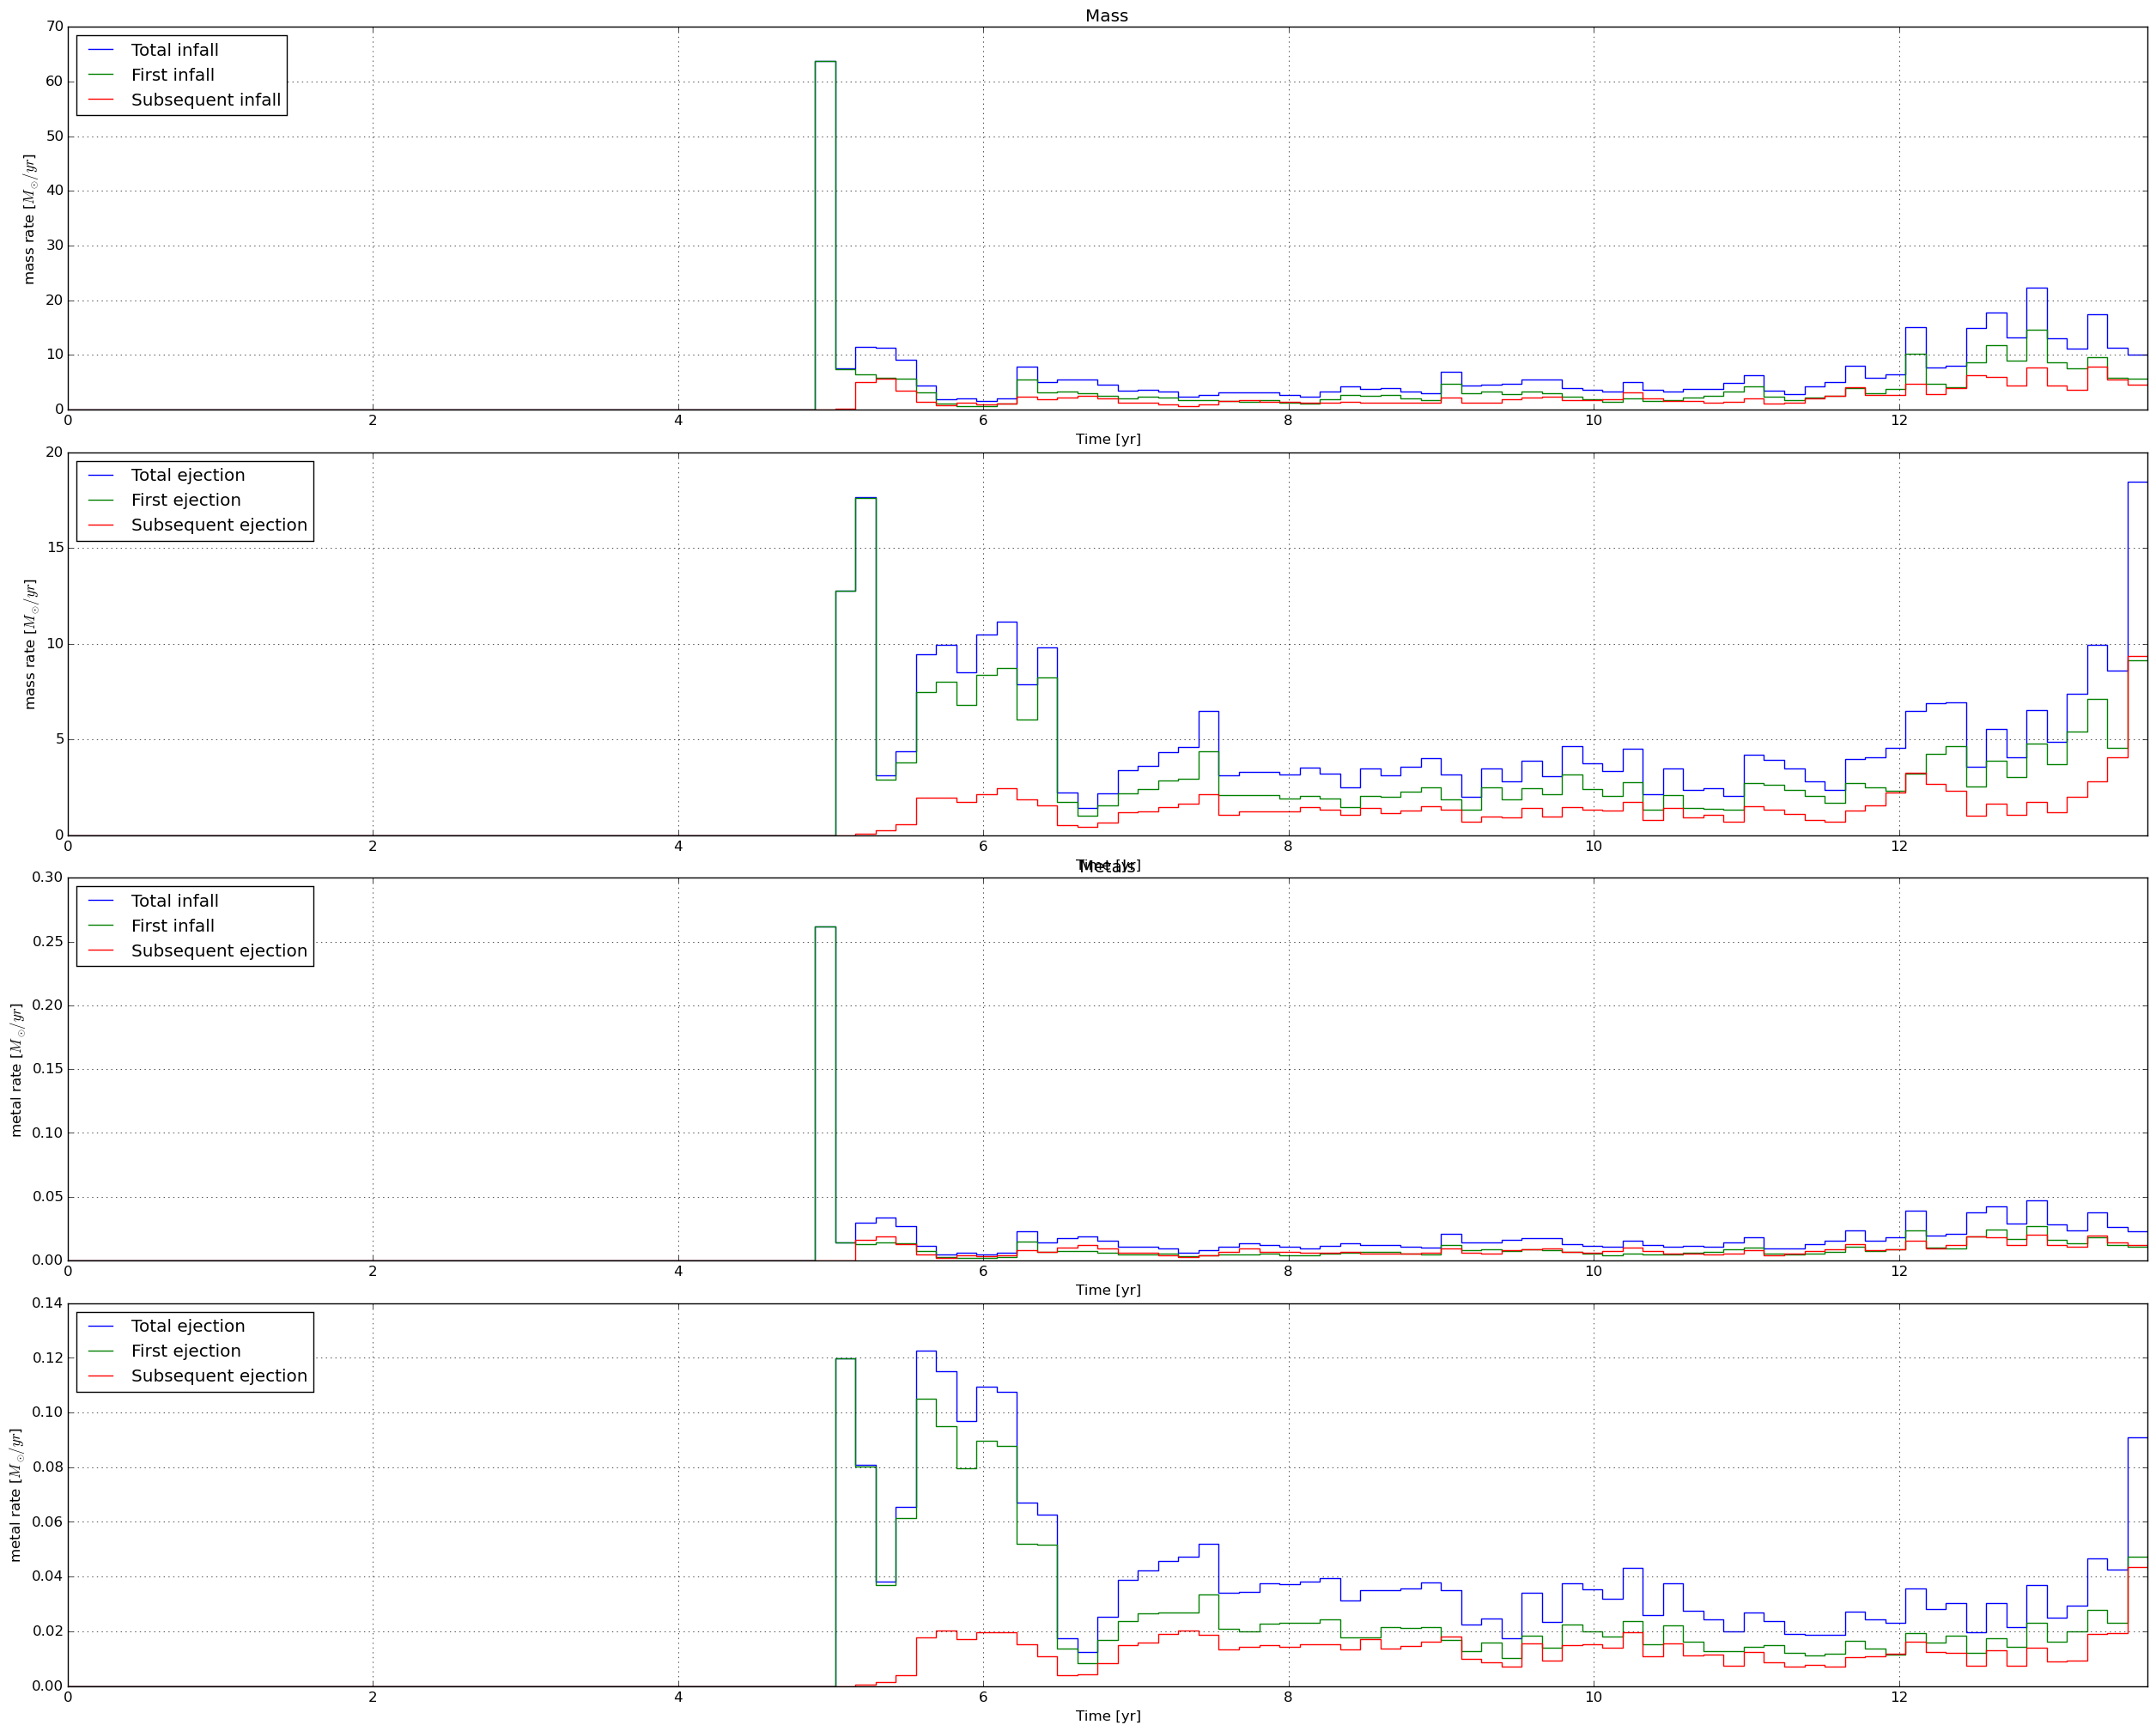 Mass
70
60
50
40
30
20
10
0
mass rate [M⊙/yr]
Total infall
First infall
Subsequent infall
0 2 4 6 8 10 12
Time [yr]
20
15
10
5
0
mass rate [M⊙/yr]
Total ejection
First ejection
Subsequent ejection
0 2 4 6 8 10 12
Time [yr]
Metals
0.30
0.25
0.20
0.15
0.10
0.05
0.00
metal rate [M⊙/yr]
Total infall
First infall
Subsequent ejection
0 2 4 6 8 10 12
Time [yr]
0.14
0.12
0.10
0.08
0.06
0.04
0.02
0.00
metal rate [M⊙/yr]
Total ejection
First ejection
Subsequent ejection
0 2 4 6 8 10 12
Time [yr]